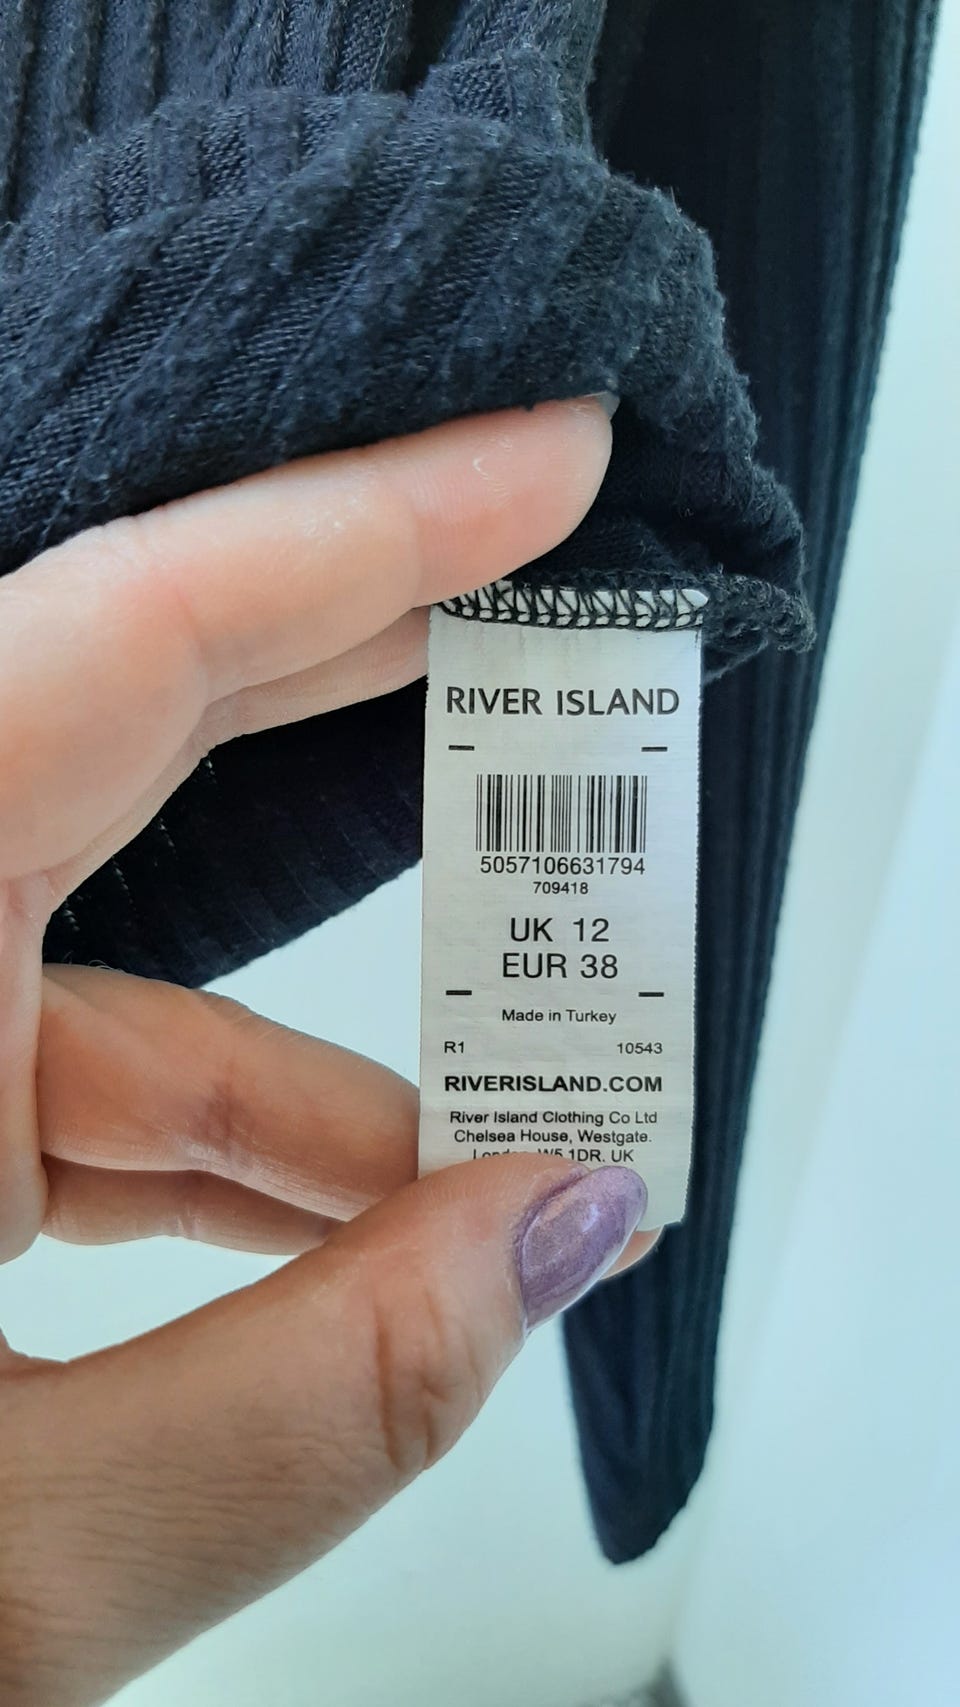 RIVER ISLAND
5057106631794
709418
UK 12
EUR 38
Made in Turkey
R1 10543
RIVERISLAND.COM
River Island Clothing Co Ltd
Chelsea House, Westgate.
W5 1DR. UK